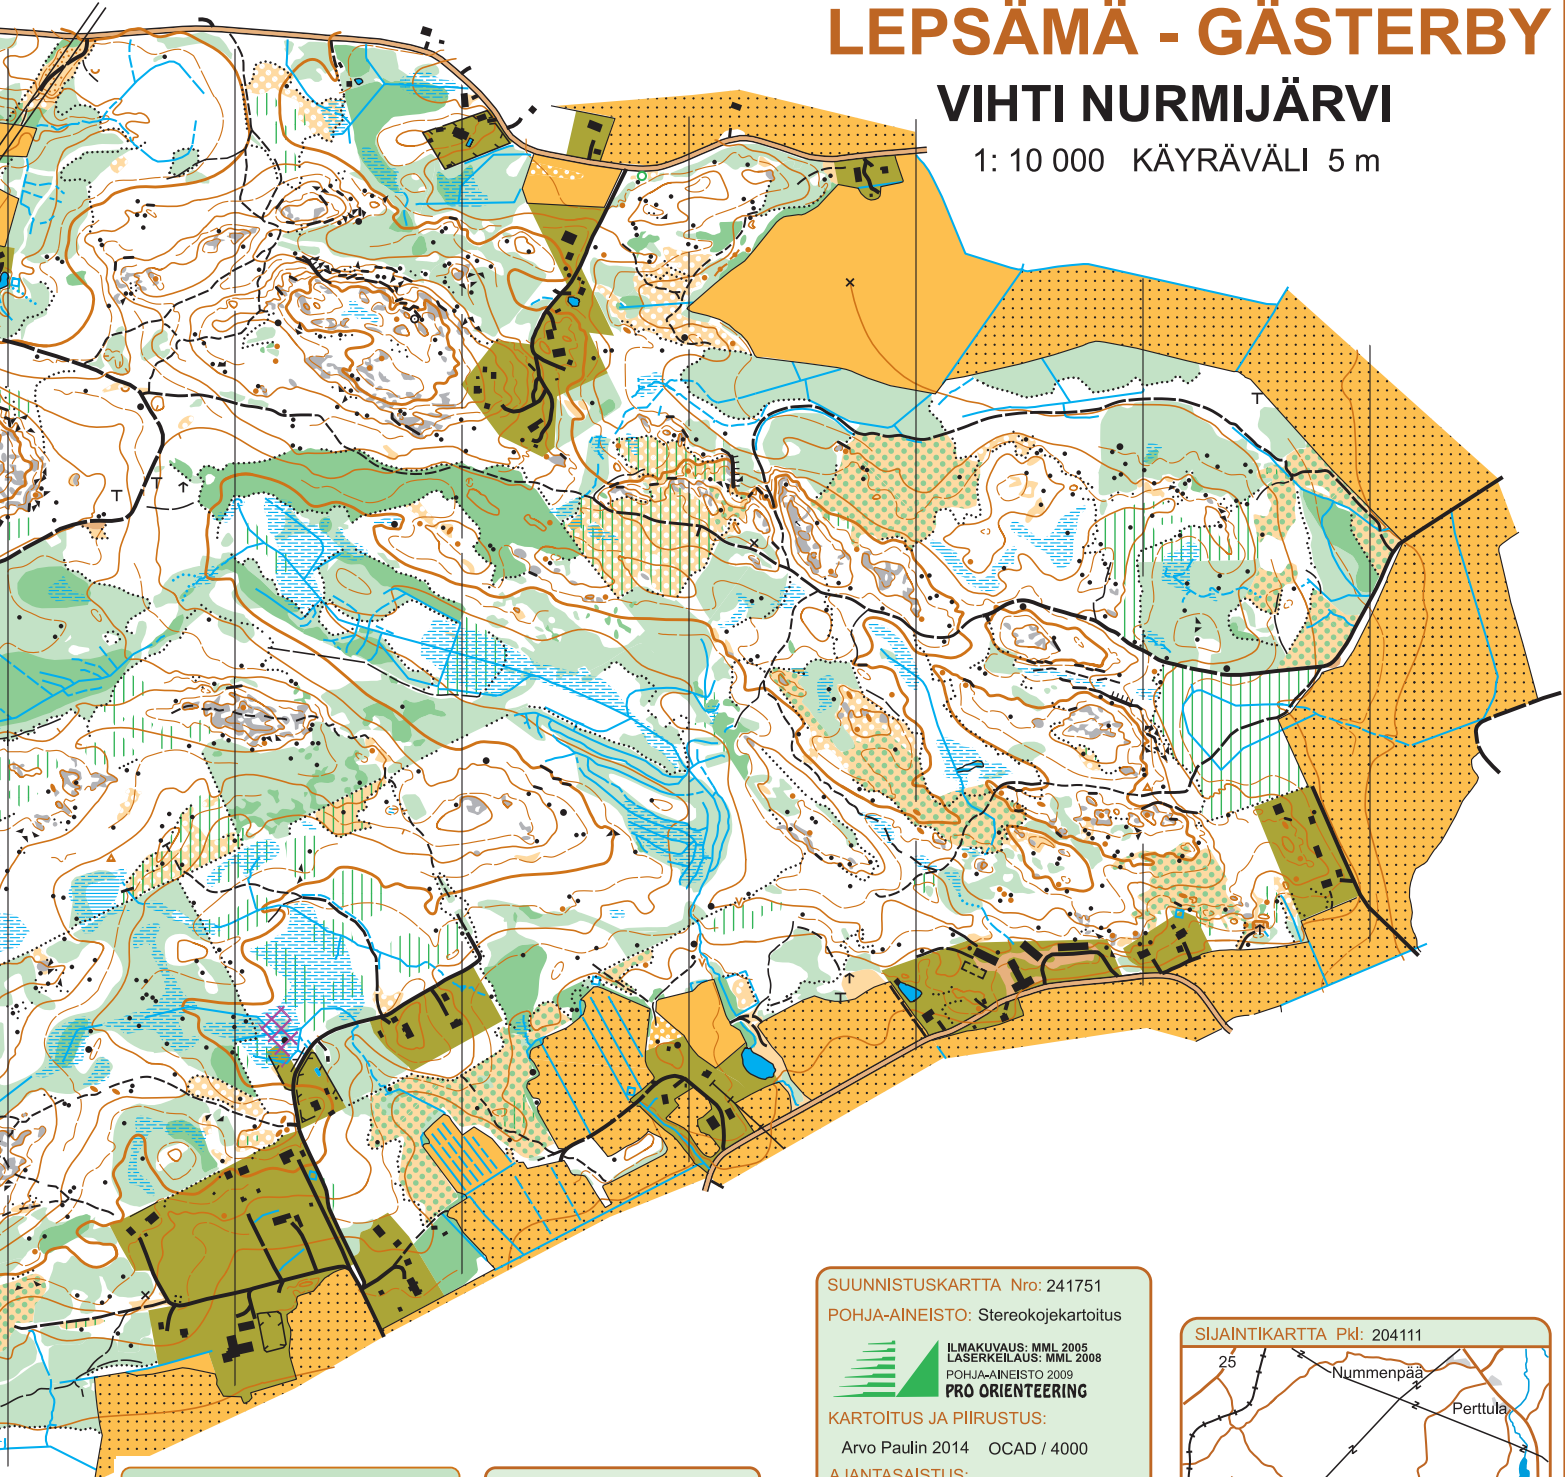 LEPSÄMÄ - GÄSTERBY
VIHTI NURMIJÄRVI
1: 10 000 KÄYRÄVÄLI 5 m
SUUNNISTUSKARTTA Nro: 241751
POHJA-AINEISTO: Stereokojekartoitus
ILMAKUVAUS: MML 2005
LASERKEILAUS: MML 2008
POHJA-AINEISTO 2009
PRO ORIENTEERING
KARTOITUS JA PIIRUSTUS:
Arvo Paulin 2014 OCAD / 4000
AJANTASAISTUS:
SIJAINTIKARTTA Pkl: 204111
25
Nummenpää
Perttula